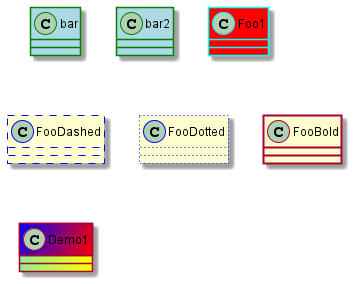 C bar
C bar2
C Foo1
C FooDashed
C FooDotted
C FooBold
C Demo1